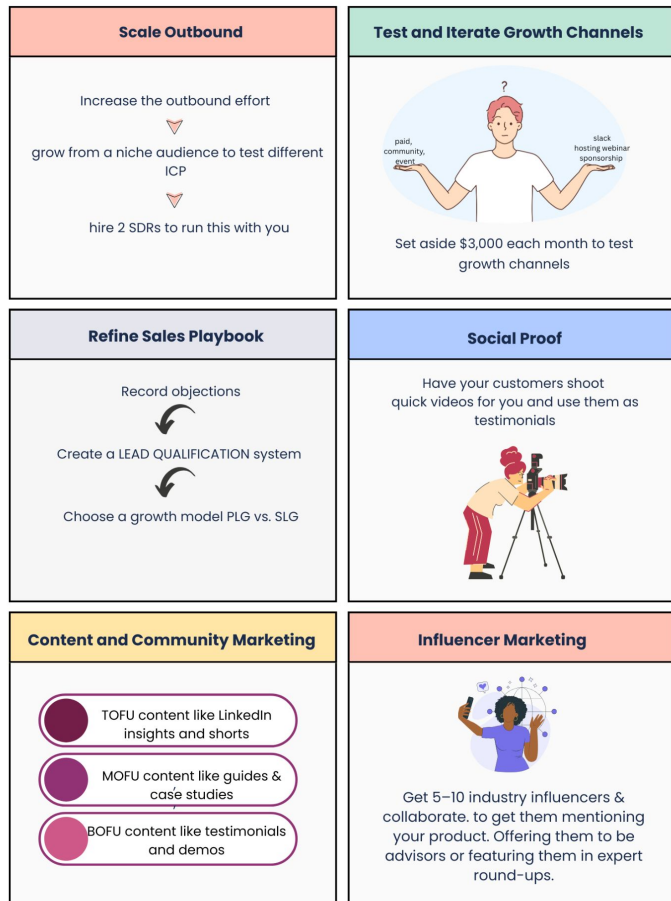 Scale Outbound
Increase the outbound effort
grow from a niche audience to test different
ICP
hire 2 SDRs to run this with you
Test and Iterate Growth Channels
?
paid,
community,
event
slack
hosting webinar
sponsorship
Set aside $3,000 each month to test
growth channels
Refine Sales Playbook
Record objections
Create a LEAD QUALIFICATION system
Choose a growth model PLG vs. SLG
Social Proof
Have your customers shoot
quick videos for you and use them as
testimonials
Content and Community Marketing
TOFU content like LinkedIn
insights and shorts
MOFU content like guides &
case studies
BOFU content like testimonials
and demos
Influencer Marketing
Get 5–10 industry influencers &
collaborate. to get them mentioning
your product. Offering them to be
advisors or featuring them in expert
round-ups.